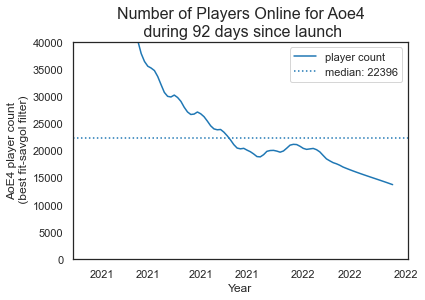 Number of Players Online for Aoe4
during 92 days since launch
player count
median: 22396
AoE4 player count
(best fit-savgol filter)
40000
35000
30000
25000
20000
15000
10000
5000
0
2021
2021
2021
2021
2022
2022
2022
Year